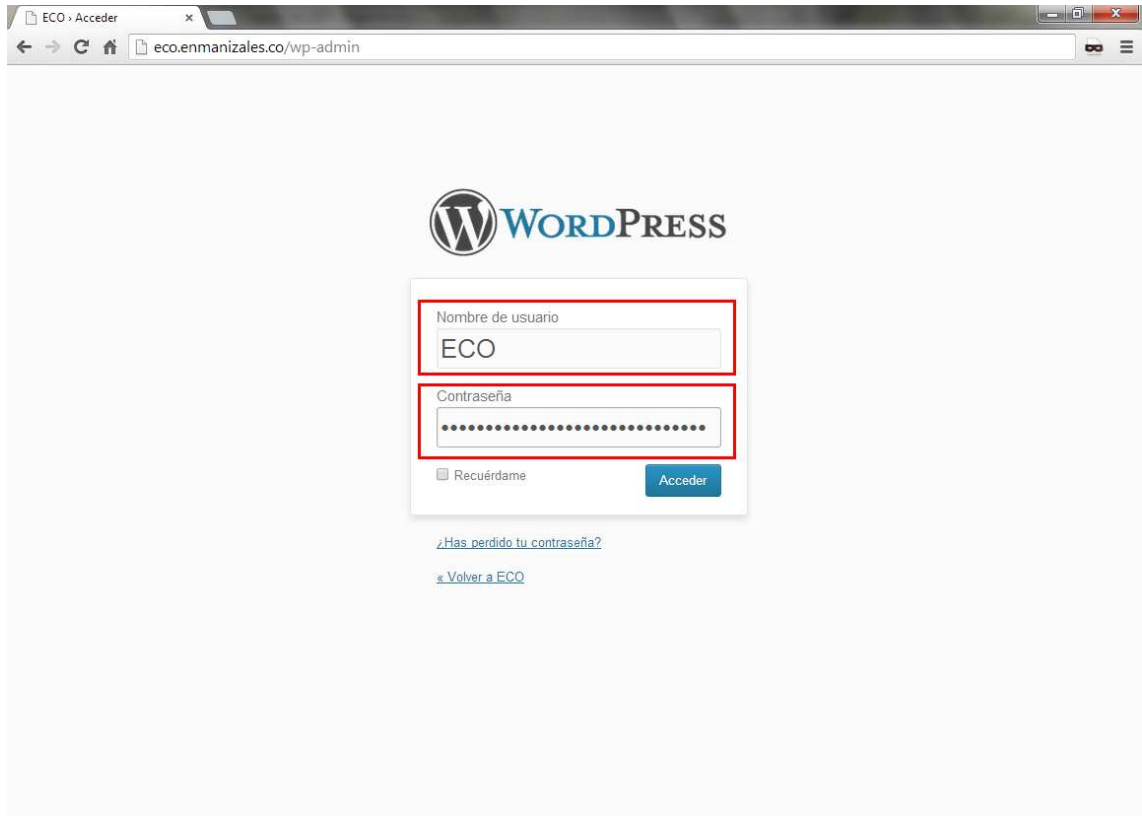 ECO › Acceder
eco.enmanizales.co/wp-admin
WORDPRESS
Nombre de usuario
ECO
Contraseña
••••••••••••••••••••••••••••••
Recuérdame
Acceder
¿Has perdido tu contraseña?
« Volver a ECO